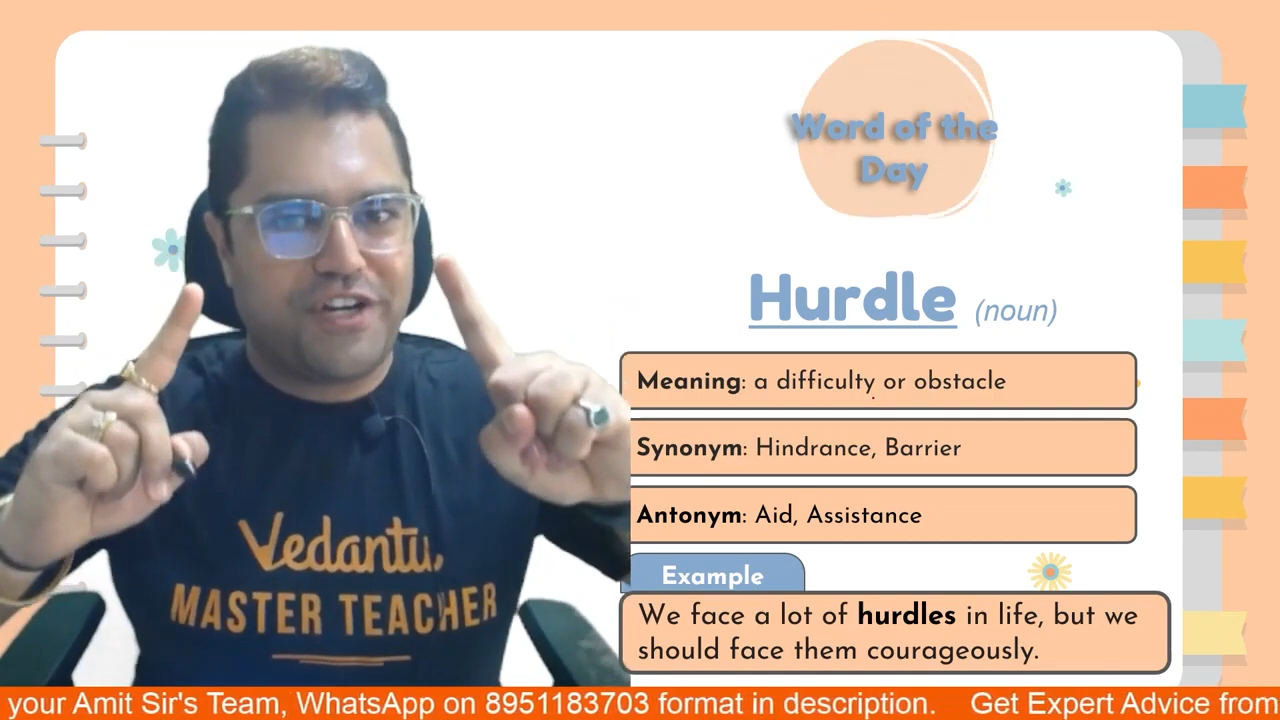 Word of the
Day
Hurdle (noun)
Meaning: a difficulty or obstacle
Synonym: Hindrance, Barrier
Antonym: Aid, Assistance
Example
We face a lot of hurdles in life, but we
should face them courageously.
Vedantu
MASTER TEACHER
your Amit Sir's Team, WhatsApp on 8951183703 format in description. Get Expert Advice from